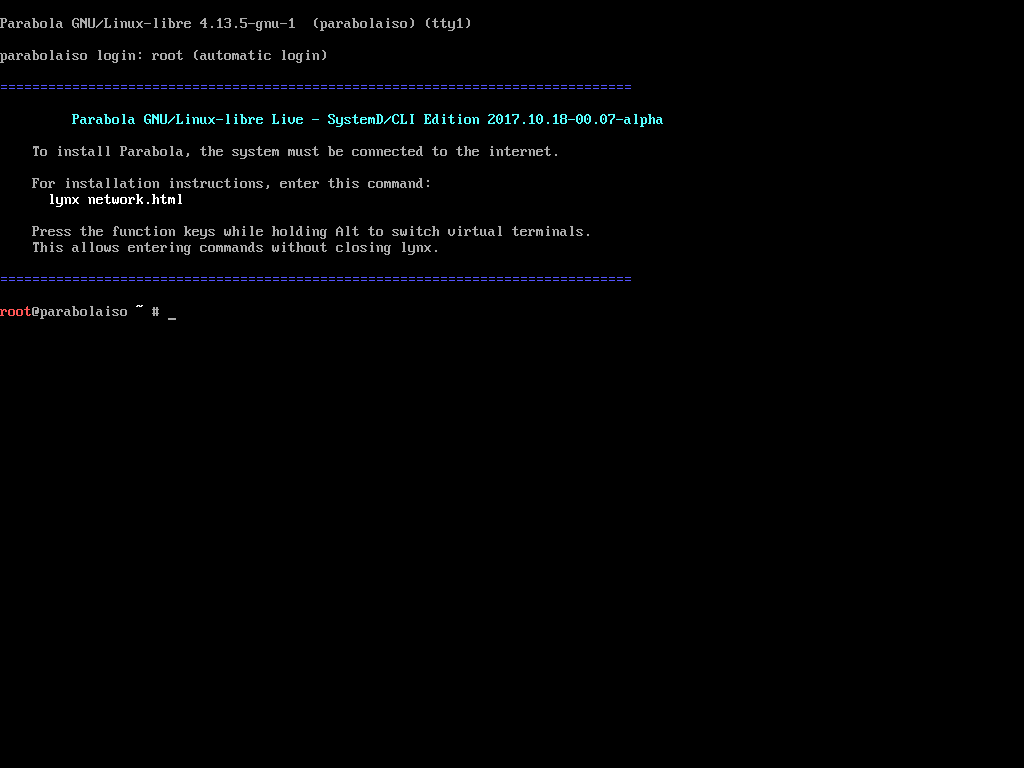 Parabola GNU/Linux-libre 4.13.5-gnu-1  (parabolaiso) (tty1)
parabolaiso login: root (automatic login)
===============================================================================
Parabola GNU/Linux-libre Live - SystemD/CLI Edition 2017.10.18-00.07-alpha
To install Parabola, the system must be connected to the internet.
For installation instructions, enter this command:
lynx network.html
Press the function keys while holding Alt to switch virtual terminals.
This allows entering commands without closing lynx.
===============================================================================
root@parabolaiso ~ # _